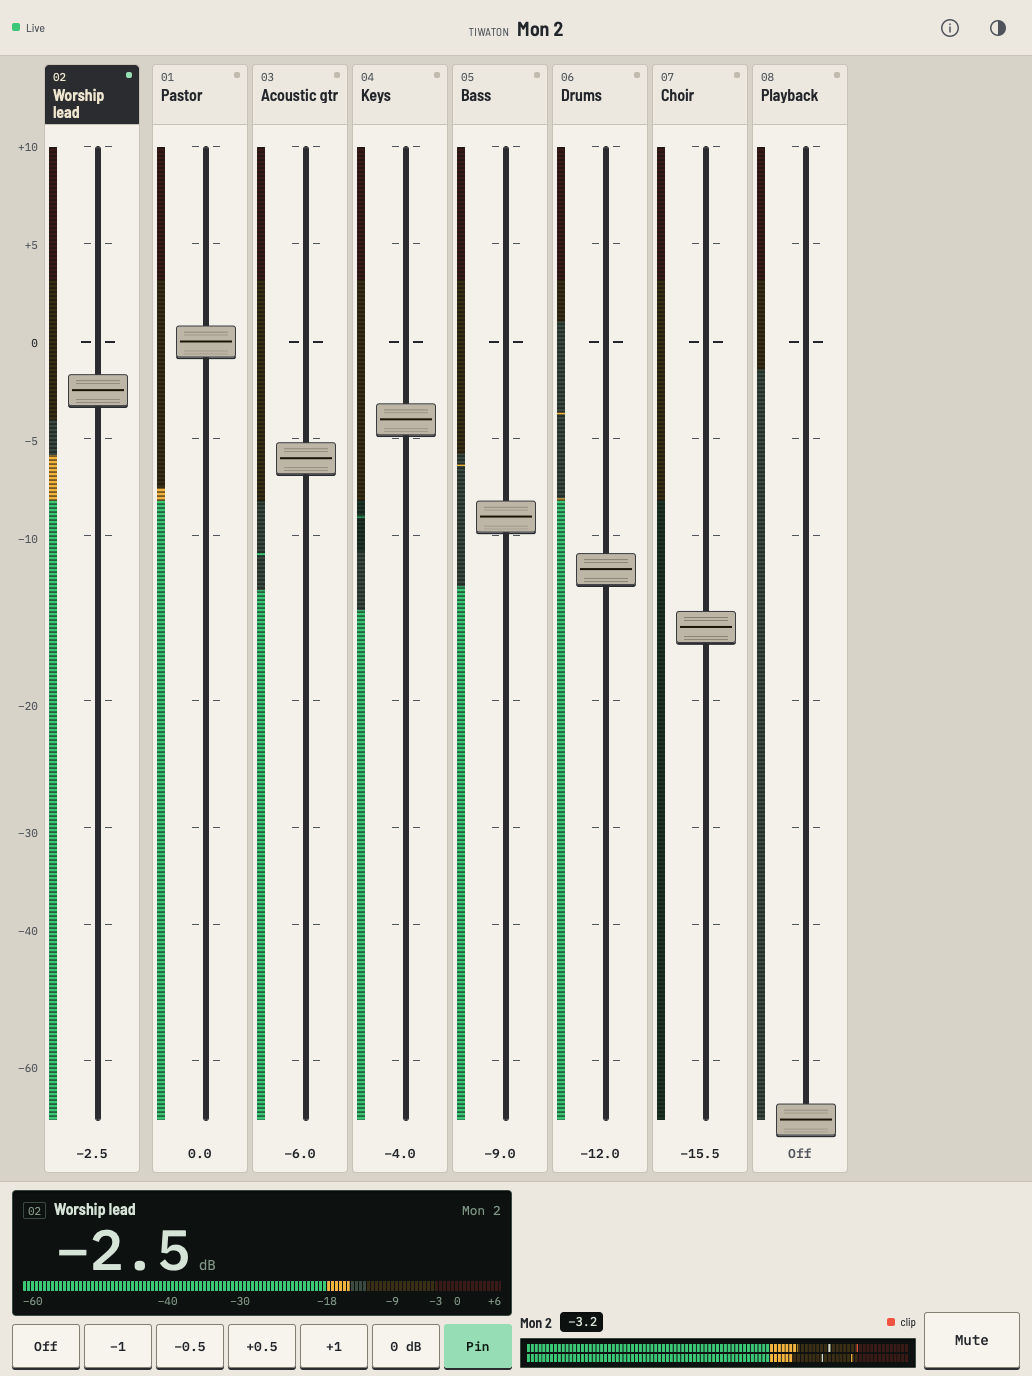 Live
TIWATON Mon 2
02
Worship
lead
01
Pastor
03
Acoustic gtr
04
Keys
05
Bass
06
Drums
07
Choir
08
Playback
+10
+5
0
−5
−10
−20
−30
−40
−60
−2.5
0.0
−6.0
−4.0
−9.0
−12.0
−15.5
Off
02 Worship lead Mon 2
−2.5 dB
−60 −40 −30 −18 −9 −3 0 +6
Off
−1
−0.5
+0.5
+1
0 dB
Pin
Mon 2 −3.2 clip
Mute